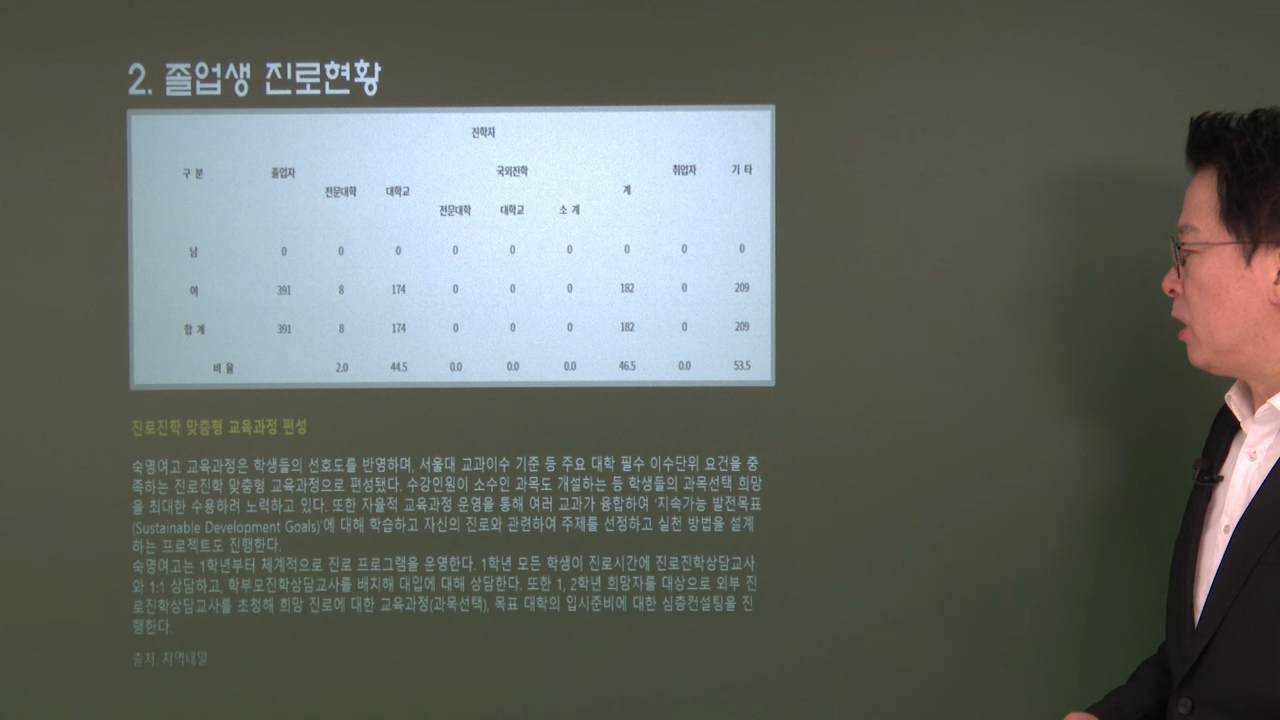 2. 졸업생 진로현황
진학자
구 분 졸업자 국외진학 취업자 기 타
전문대학 대학교 계
전문대학 대학교 소 계
남 0 0 0 0 0 0 0 0 0
여 391 8 174 0 0 0 182 0 209
합 계 391 8 174 0 0 0 182 0 209
비 율 2.0 44.5 0.0 0.0 0.0 46.5 0.0 53.5
진로진학 맞춤형 교육과정 편성
숙명여고 교육과정은 학생들의 선호도를 반영하며, 서울대 교과이수 기준 등 주요 대학 필수 이수단위 요건을 충
족하는 진로진학 맞춤형 교육과정으로 편성됐다. 수강인원이 소수인 과목도 개설하는 등 학생들의 과목선택 희망
을 최대한 수용하려 노력하고 있다. 또한 자율적 교육과정 운영을 통해 여러 교과가 융합하여 '지속가능 발전목표
(Sustainable Development Goals)'에 대해 학습하고 자신의 진로와 관련하여 주제를 선정하고 실천 방법을 설계
하는 프로젝트도 진행한다.
숙명여고는 1학년부터 체계적으로 진로 프로그램을 운영한다. 1학년 모든 학생이 진로시간에 진로진학상담교사
와 1:1 상담하고, 학부모진학상담교사를 배치해 대입에 대해 상담한다. 또한 1, 2학년 희망자를 대상으로 외부 진
로진학상담교사를 초청해 희망 진로에 대한 교육과정(과목선택), 목표 대학의 입시준비에 대한 심층컨설팅을 진
행한다.
출처. 지역내일